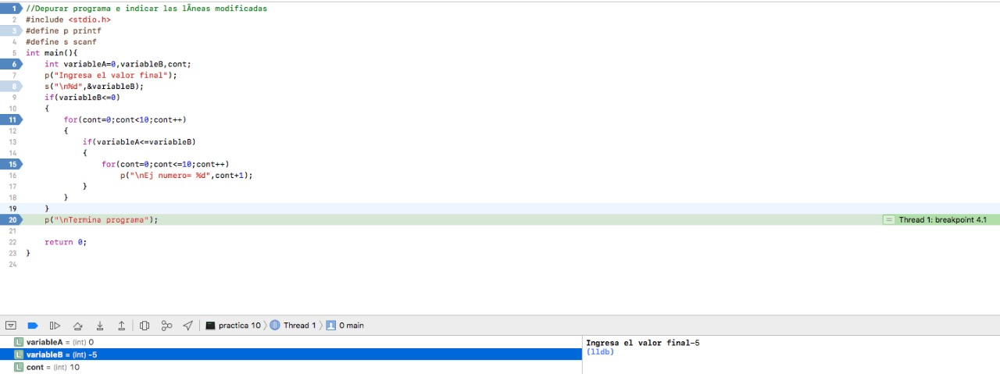 1 //Depurar programa e indicar las lÃneas modificadas
2 #include <stdio.h>
3 #define p printf
4 #define s scanf
5 int main(){
6 int variableA=0,variableB,cont;
7 p("Ingresa el valor final");
8 s("\n%d",&variableB);
9 if(variableB<=0)
10 {
11 for(cont=0;cont<10;cont++)
12 {
13 if(variableA<=variableB)
14 {
15 for(cont=0;cont<=10;cont++)
16 p("\nEj numero= %d",cont+1);
17 }
18 }
19 }
20 p("\nTermina programa"); = Thread 1: breakpoint 4.1
21
22 return 0;
23 }
24
practica 10 〉 Thread 1 〉 0 main
L variableA = (int) 0
L variableB = (int) -5
L cont = (int) 10
Ingresa el valor final-5
(lldb)